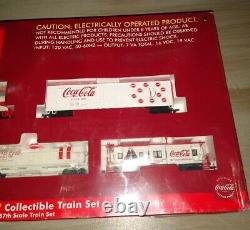 CAUTION: ELECTRICALLY OPERATED PRODUCT.
NOT RECOMMENDED FOR CHILDREN UNDER 8 YEARS OF AGE. AS
WITH ALL ELECTRIC PRODUCTS, PRECAUTIONS SHOULD BE OBSERVED
DURING HANDLING AND USE TO PREVENT ELECTRIC SHOCK.
INPUT: 120 VAC, 60-60HZ OUTPUT: 7 VA TOTAL, 16 VDC, 19 VAC
Coca-Cola
Coca-Cola
Coca-Cola
Collectible Train Set
87th Scale Train Set
Coca-Cola